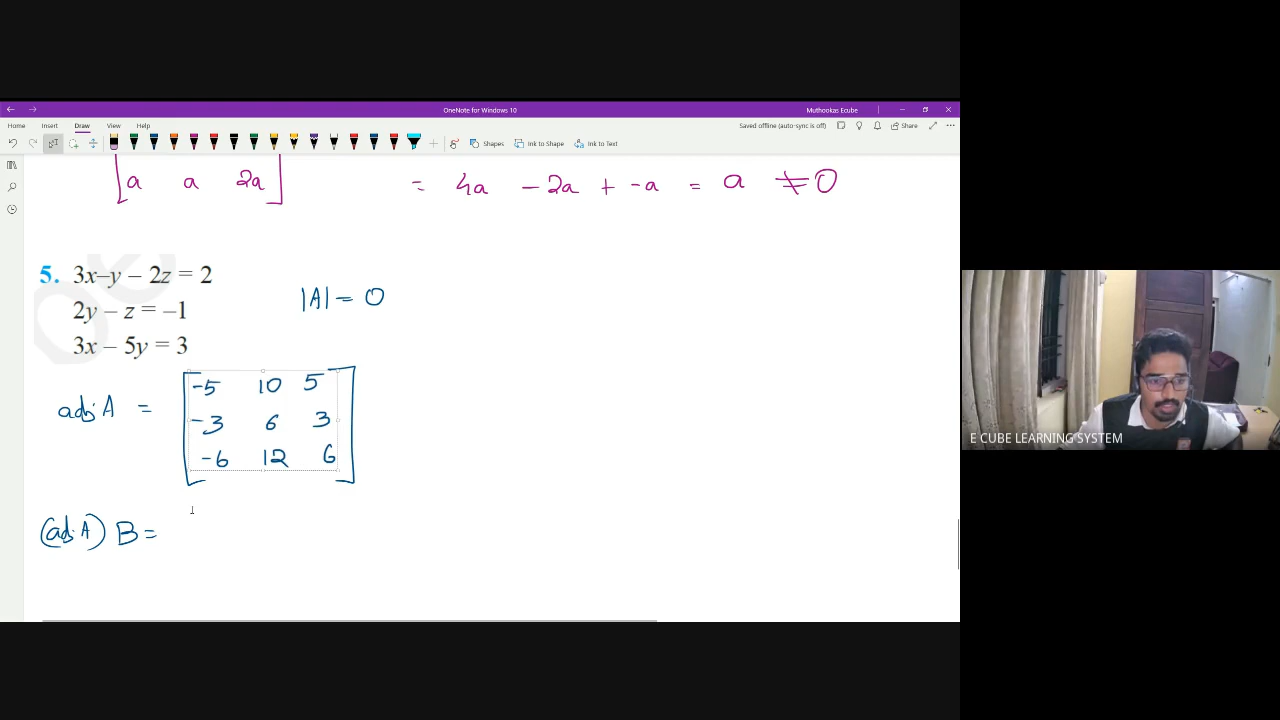 OneNote for Windows 10
Muthookas Ecube
Home Insert Draw View Help
Saved offline (auto-sync is off) Share
Shapes Ink to Shape Ink to Text
a a 2a = 4a - 2a + -a = a ≠ 0
5. 3x–y – 2z = 2
|A| = 0
2y – z = –1
3x – 5y = 3
adj A =
-5 10 5
-3 6 3
-6 12 6
(adj A) B =
E CUBE LEARNING SYSTEM